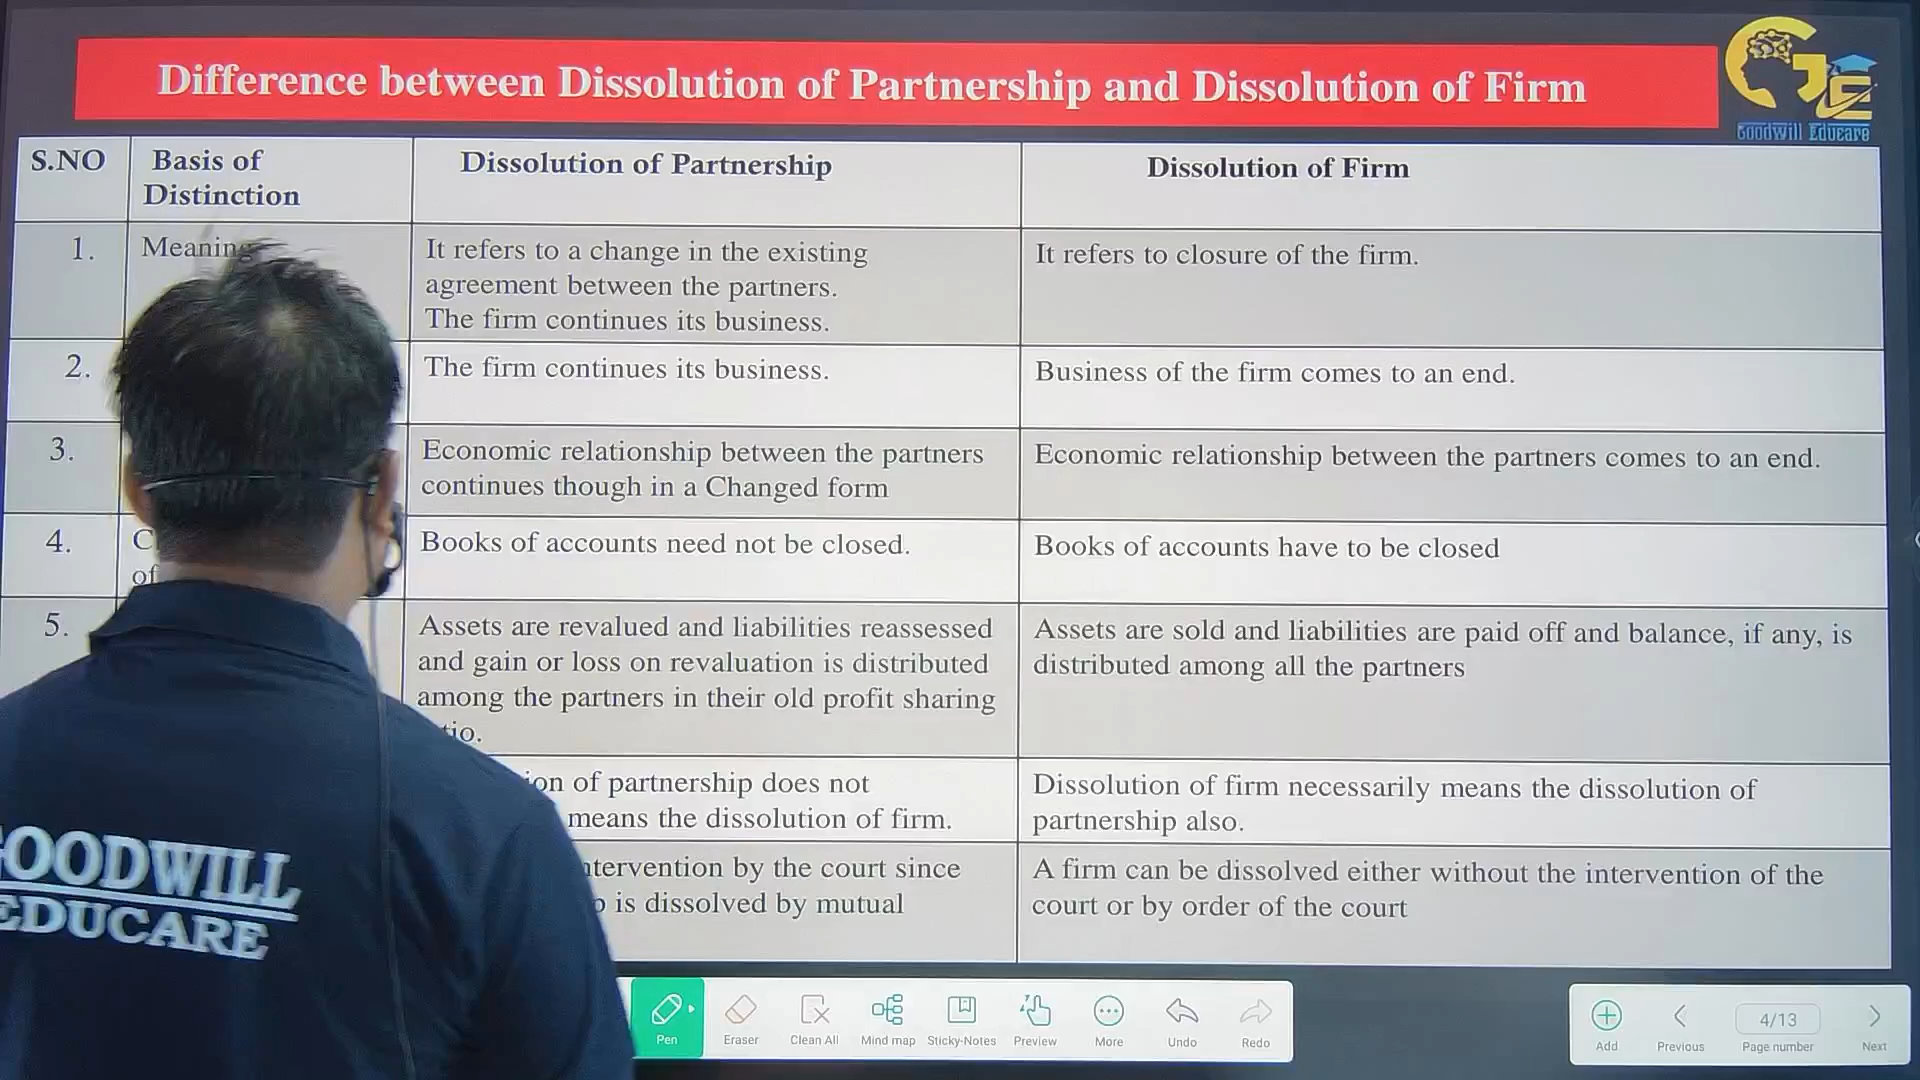 Difference between Dissolution of Partnership and Dissolution of Firm
Goodwill Educare
S.NO
Basis of
Distinction
Dissolution of Partnership
Dissolution of Firm
1.
Meaning
It refers to a change in the existing
agreement between the partners.
The firm continues its business.
It refers to closure of the firm.
2.
The firm continues its business.
Business of the firm comes to an end.
3.
Economic relationship between the partners
continues though in a Changed form
Economic relationship between the partners comes to an end.
4.
of
Books of accounts need not be closed.
Books of accounts have to be closed
5.
Assets are revalued and liabilities reassessed
and gain or loss on revaluation is distributed
among the partners in their old profit sharing
Assets are sold and liabilities are paid off and balance, if any, is
distributed among all the partners
of partnership does not
means the dissolution of firm.
Dissolution of firm necessarily means the dissolution of
partnership also.
by the court since
is dissolved by mutual
A firm can be dissolved either without the intervention of the
court or by order of the court
GOODWILL
EDUCARE
Pen
Eraser
Clean All
Mind map
Sticky-Notes
Preview
More
Undo
Redo
Add
Previous
4/13
Page number
Next